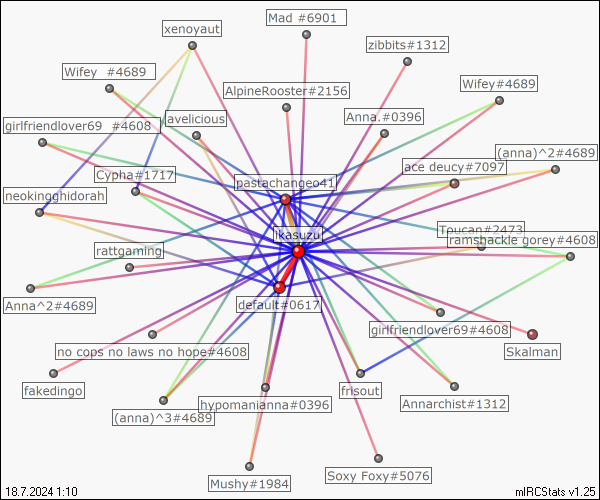 Mad #6901
xenoyaut
zibbits#1312
Wifey  #4689
Wifey#4689
AlpineRooster#2156
Anna.#0396
girlfriendlover69  #4608
javelicious
(anna)^2#4689
ace deucy#7097
Cypha#1717
pastachangeo41
neokingghidorah
Tpucan#2473
jkasuzu
ramshackle gorey#4608
rattgaming
Anna^2#4689
default#0617
girlfriendlover69#4608
Skalman
no cops no laws no hope#4608
fakedingo
frisout
Annarchist#1312
hypomanianna#0396
(anna)^3#4689
Soxy Foxy#5076
Mushy#1984
18.7.2024 1:10
mIRCStats v1.25